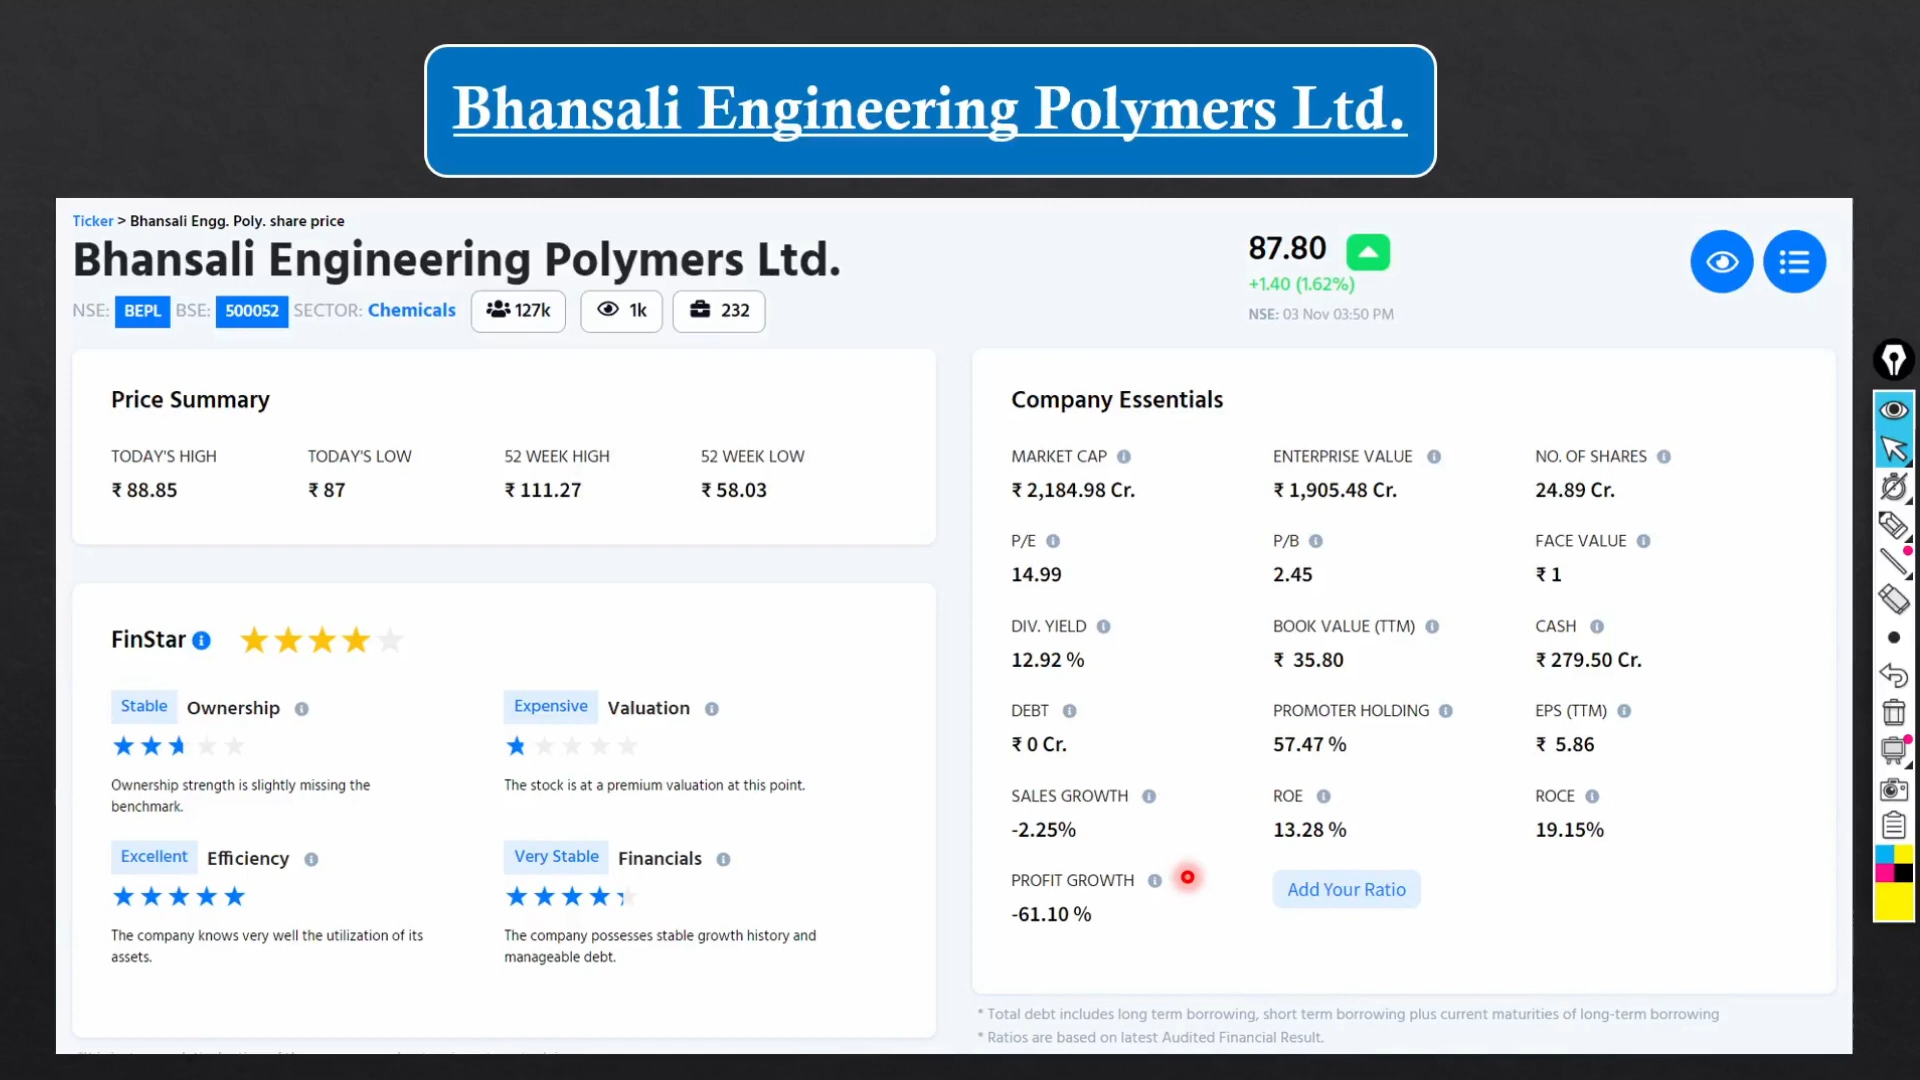 Bhansali Engineering Polymers Ltd.
Ticker > Bhansali Engg. Poly. share price
Bhansali Engineering Polymers Ltd.
NSE: BEPL BSE: 500052 SECTOR: Chemicals 127k 1k 232
87.80
+1.40 (1.62%)
NSE: 03 Nov 03:50 PM
Price Summary
TODAY'S HIGH TODAY'S LOW 52 WEEK HIGH 52 WEEK LOW
₹ 88.85 ₹ 87 ₹ 111.27 ₹ 58.03
FinStar
Stable Ownership
Ownership strength is slightly missing the
benchmark.
Expensive Valuation
The stock is at a premium valuation at this point.
Excellent Efficiency
The company knows very well the utilization of its
assets.
Very Stable Financials
The company possesses stable growth history and
manageable debt.
Company Essentials
MARKET CAP ENTERPRISE VALUE NO. OF SHARES
₹ 2,184.98 Cr. ₹ 1,905.48 Cr. 24.89 Cr.
P/E P/B FACE VALUE
14.99 2.45 ₹ 1
DIV. YIELD BOOK VALUE (TTM) CASH
12.92 % ₹ 35.80 ₹ 279.50 Cr.
DEBT PROMOTER HOLDING EPS (TTM)
₹ 0 Cr. 57.47 % ₹ 5.86
SALES GROWTH ROE ROCE
-2.25% 13.28 % 19.15%
PROFIT GROWTH
-61.10 %
Add Your Ratio
* Total debt includes long term borrowing, short term borrowing plus current maturities of long-term borrowing
* Ratios are based on latest Audited Financial Result.